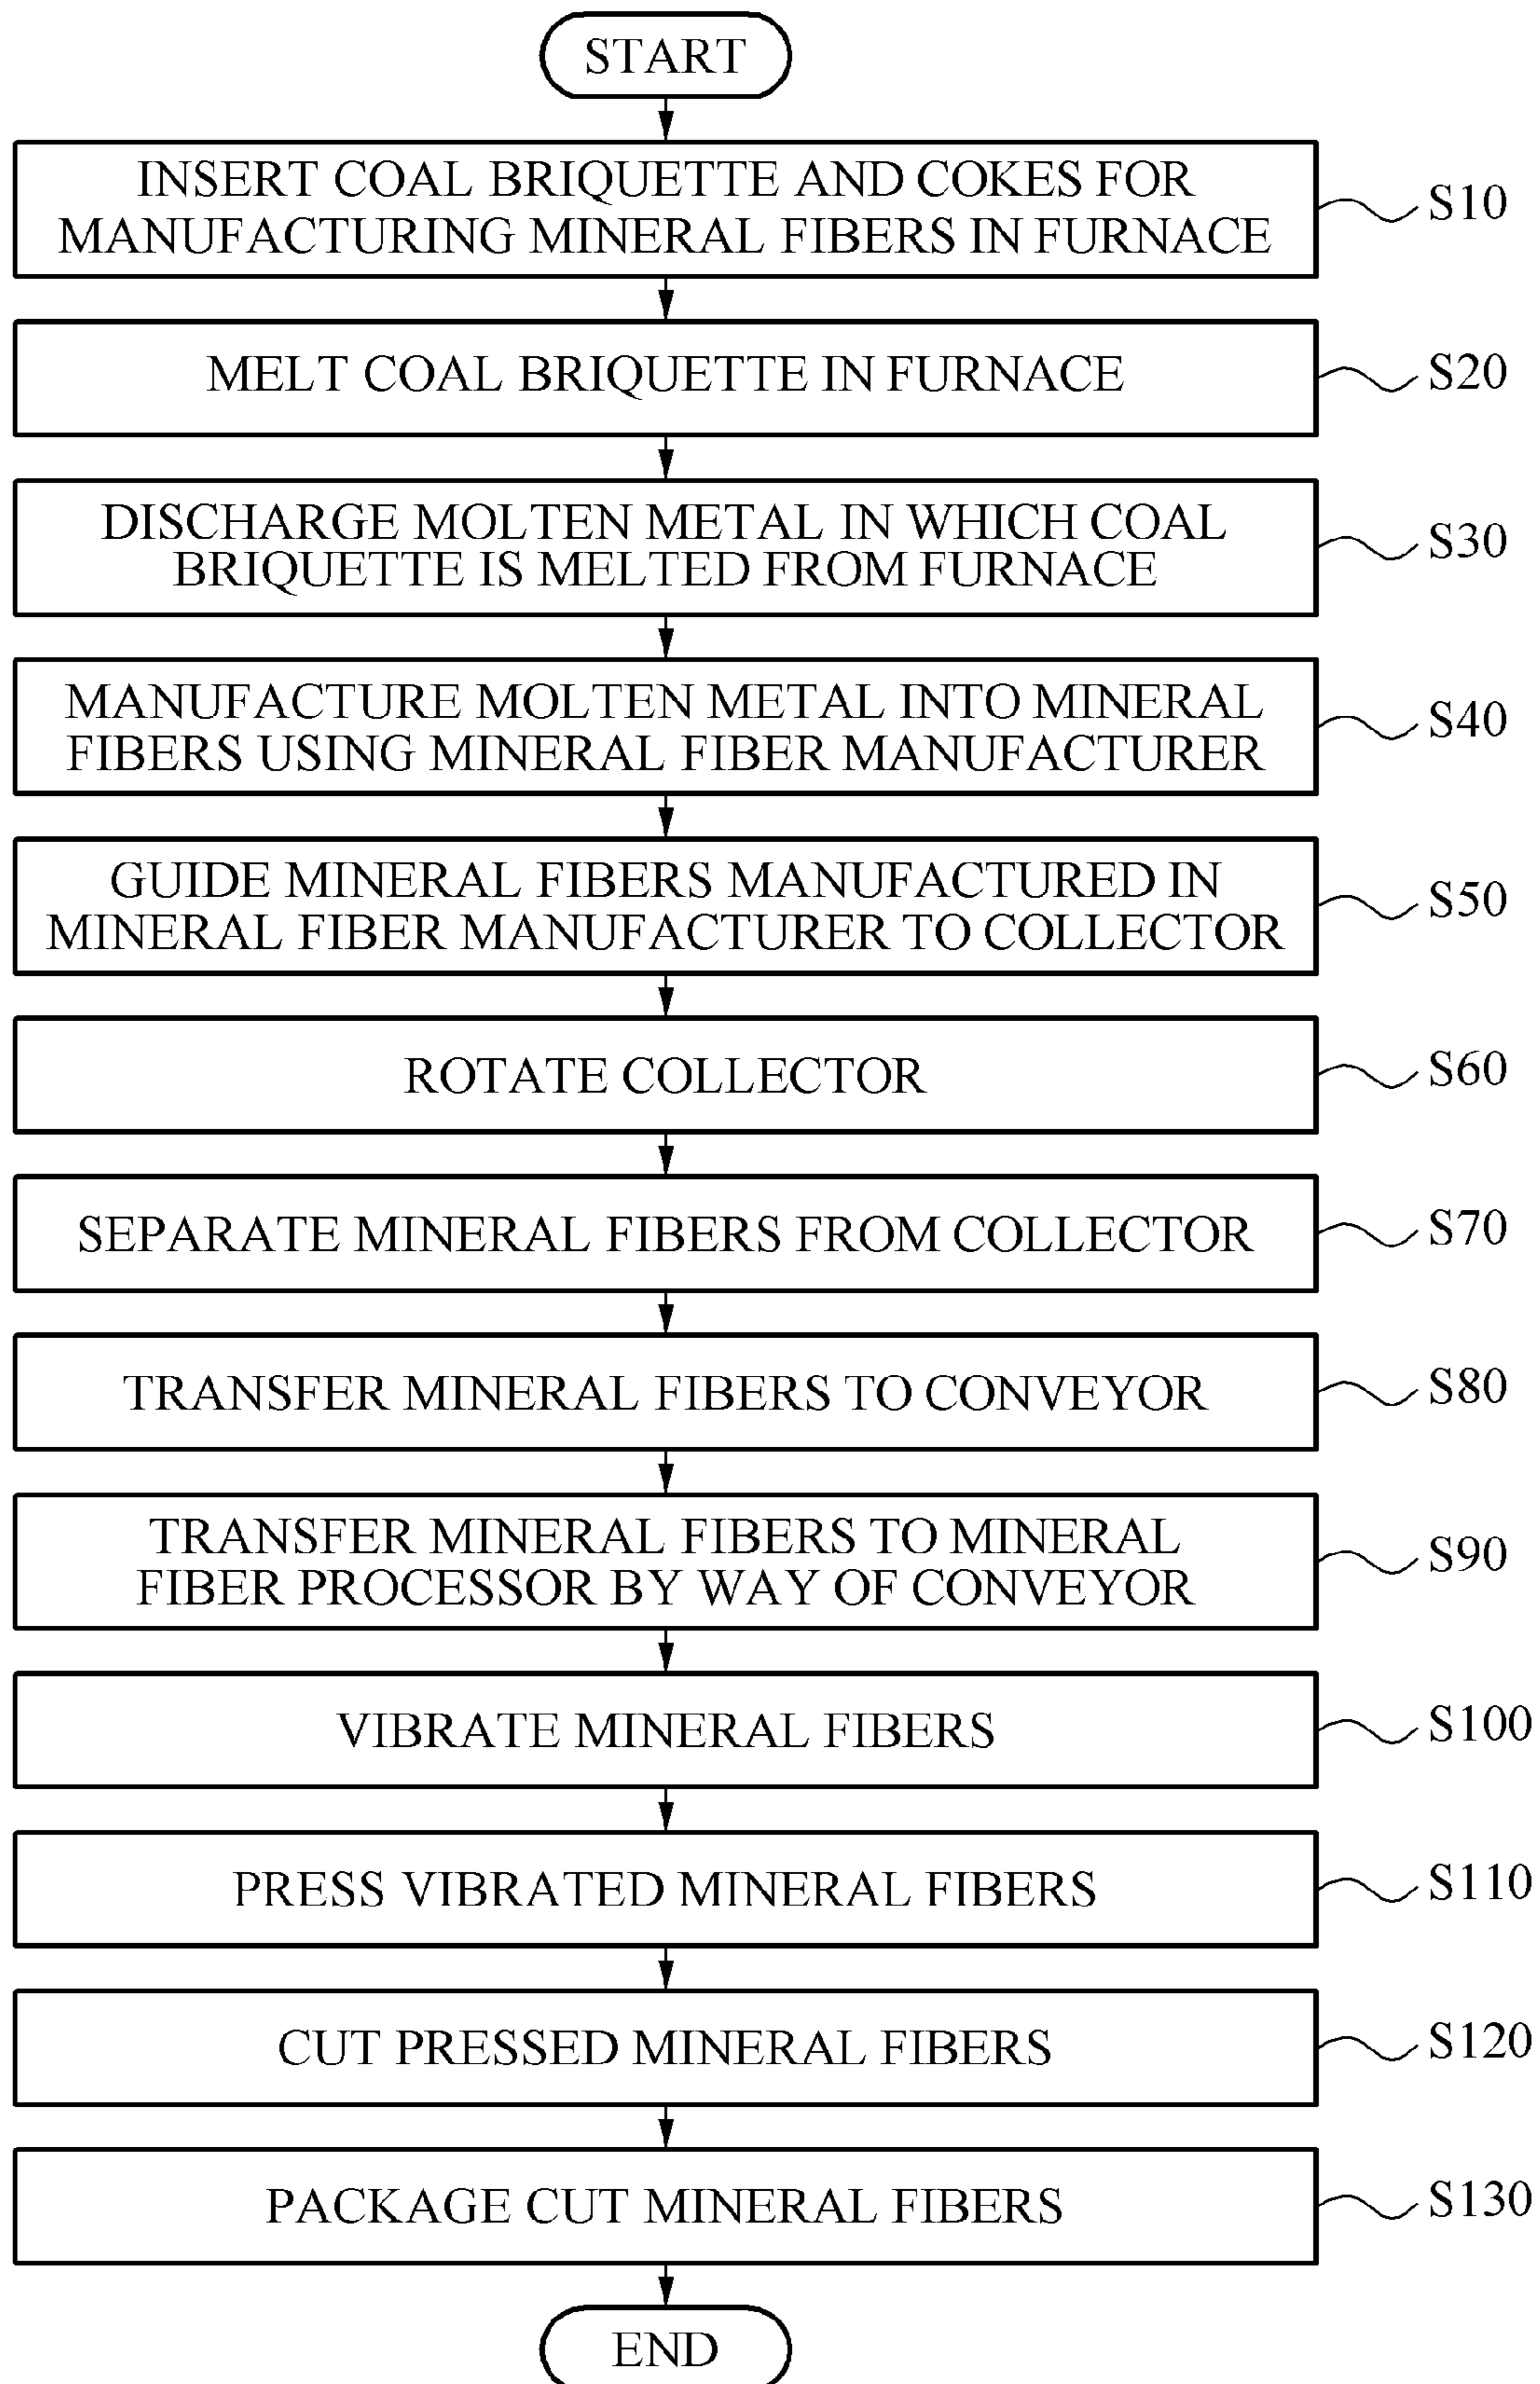 START
INSERT COAL BRIQUETTE AND COKES FOR
MANUFACTURING MINERAL FIBERS IN FURNACE
S10
MELT COAL BRIQUETTE IN FURNACE
S20
DISCHARGE MOLTEN METAL IN WHICH COAL
BRIQUETTE IS MELTED FROM FURNACE
S30
MANUFACTURE MOLTEN METAL INTO MINERAL
FIBERS USING MINERAL FIBER MANUFACTURER
S40
GUIDE MINERAL FIBERS MANUFACTURED IN
MINERAL FIBER MANUFACTURER TO COLLECTOR
S50
ROTATE COLLECTOR
S60
SEPARATE MINERAL FIBERS FROM COLLECTOR
S70
TRANSFER MINERAL FIBERS TO CONVEYOR
S80
TRANSFER MINERAL FIBERS TO MINERAL
FIBER PROCESSOR BY WAY OF CONVEYOR
S90
VIBRATE MINERAL FIBERS
S100
PRESS VIBRATED MINERAL FIBERS
S110
CUT PRESSED MINERAL FIBERS
S120
PACKAGE CUT MINERAL FIBERS
S130
END